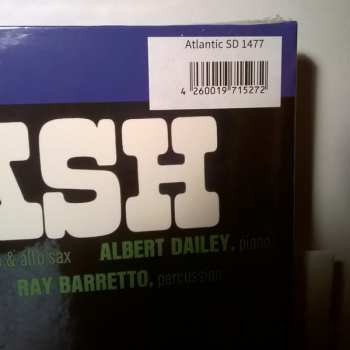 Atlantic SD 1477
4 260019 715272
ASH
& alto sax ALBERT DAILEY, piano
RAY BARRETTO, percussion